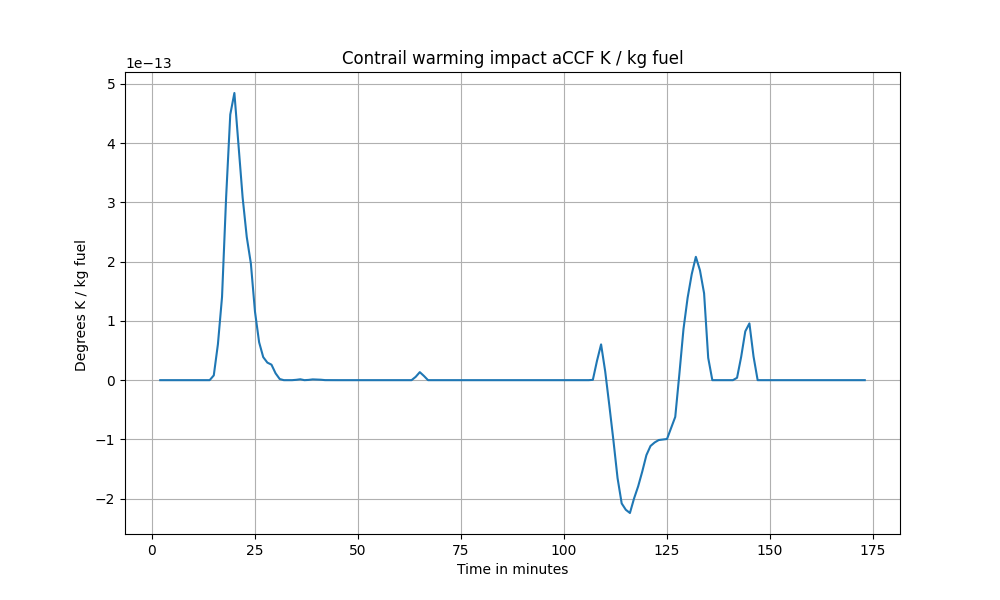 Contrail warming impact aCCF K / kg fuel
1e−13
5
4
3
2
1
0
−1
−2
Degrees K / kg fuel
0 25 50 75 100 125 150 175
Time in minutes